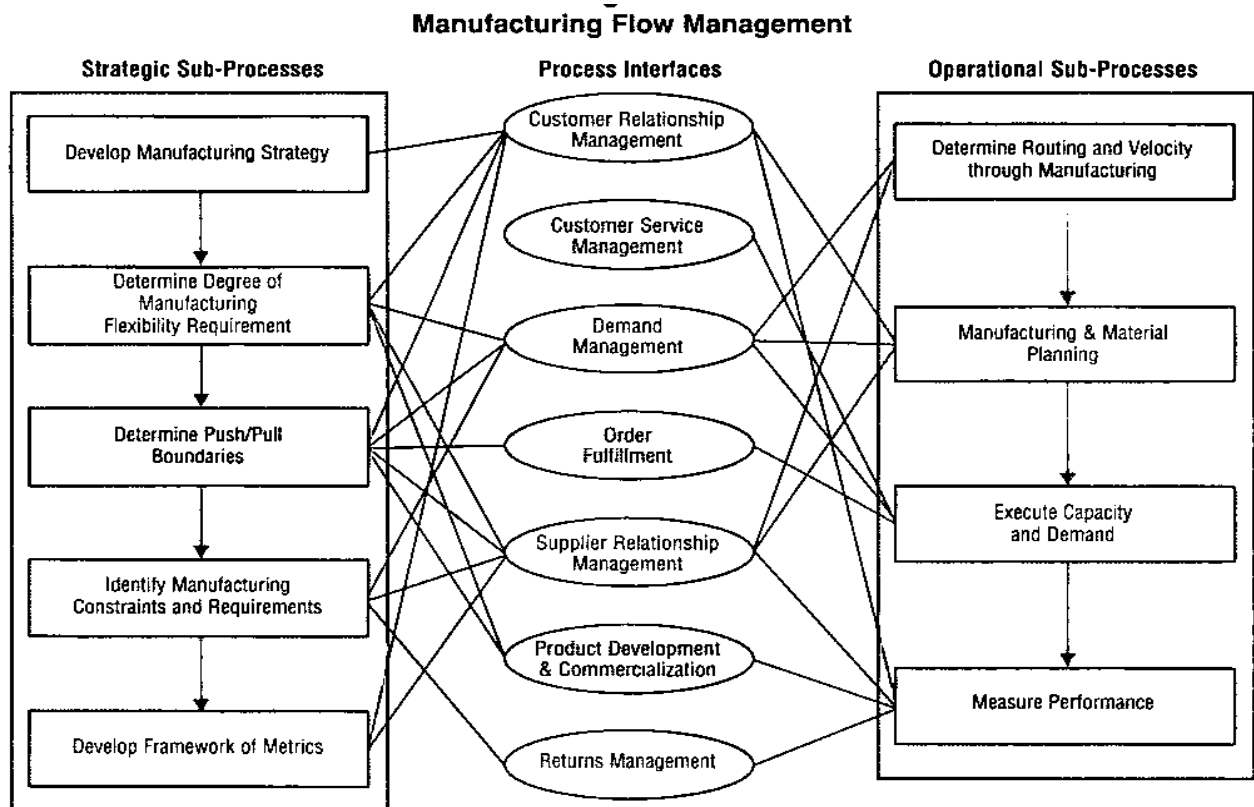 Manufacturing Flow Management
Strategic Sub-Processes
Develop Manufacturing Strategy
Determine Degree of
Manufacturing
Flexibility Requirement
Determine Push/Pull
Boundaries
Identify Manufacturing
Constraints and Requirements
Develop Framework of Metrics
Process Interfaces
Customer Relationship
Management
Customer Service
Management
Demand
Management
Order
Fulfillment
Supplier Relationship
Management
Product Development
& Commercialization
Returns Management
Operational Sub-Processes
Determine Routing and Velocity
through Manufacturing
Manufacturing & Material
Planning
Execute Capacity
and Demand
Measure Performance